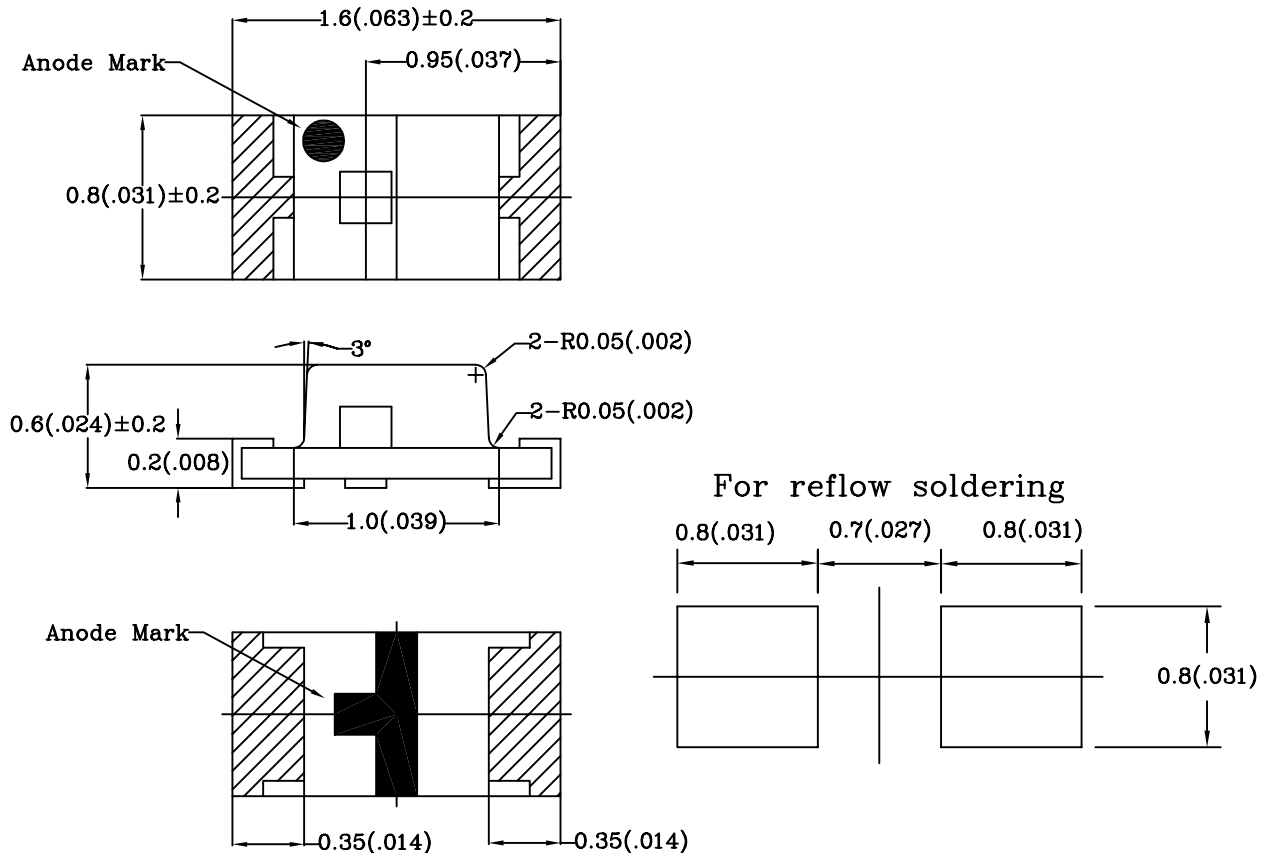 1.6(.063)±0.2
0.95(.037)
Anode Mark
0.8(.031)±0.2
3°
2-R0.05(.002)
2-R0.05(.002)
0.6(.024)±0.2
0.2(.008)
1.0(.039)
For reflow soldering
0.8(.031) 0.7(.027) 0.8(.031)
0.8(.031)
Anode Mark
0.35(.014) 0.35(.014)